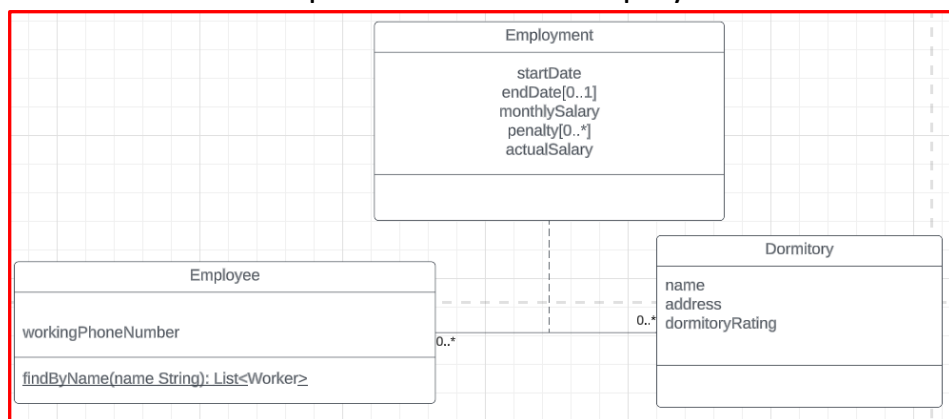 Employment
startDate
endDate[0..1]
monthlySalary
penalty[0..*]
actualSalary
Dormitory
name
address
dormitoryRating
Employee
workingPhoneNumber
findByName(name String): List<Worker>
0..*
0..*